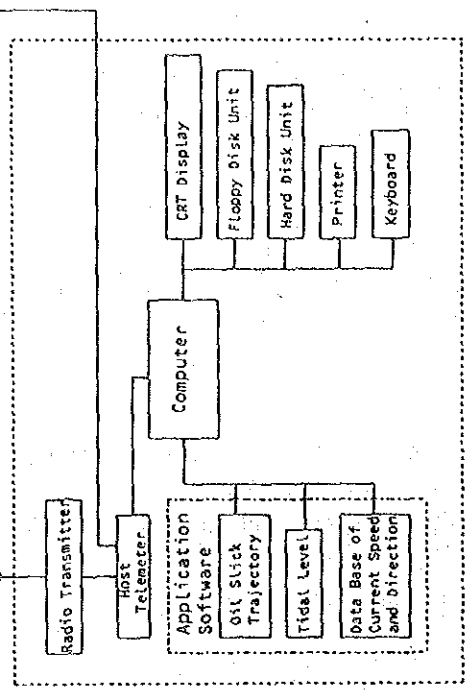 Radio Transmitter
Host
Telemeter
Application
Software
Oil Slick
Trajectory
Tidal Level
Data Base of
Current Speed
and Direction
Computer
CRT Display
Floppy Disk Unit
Hard Disk Unit
Printer
Keyboard